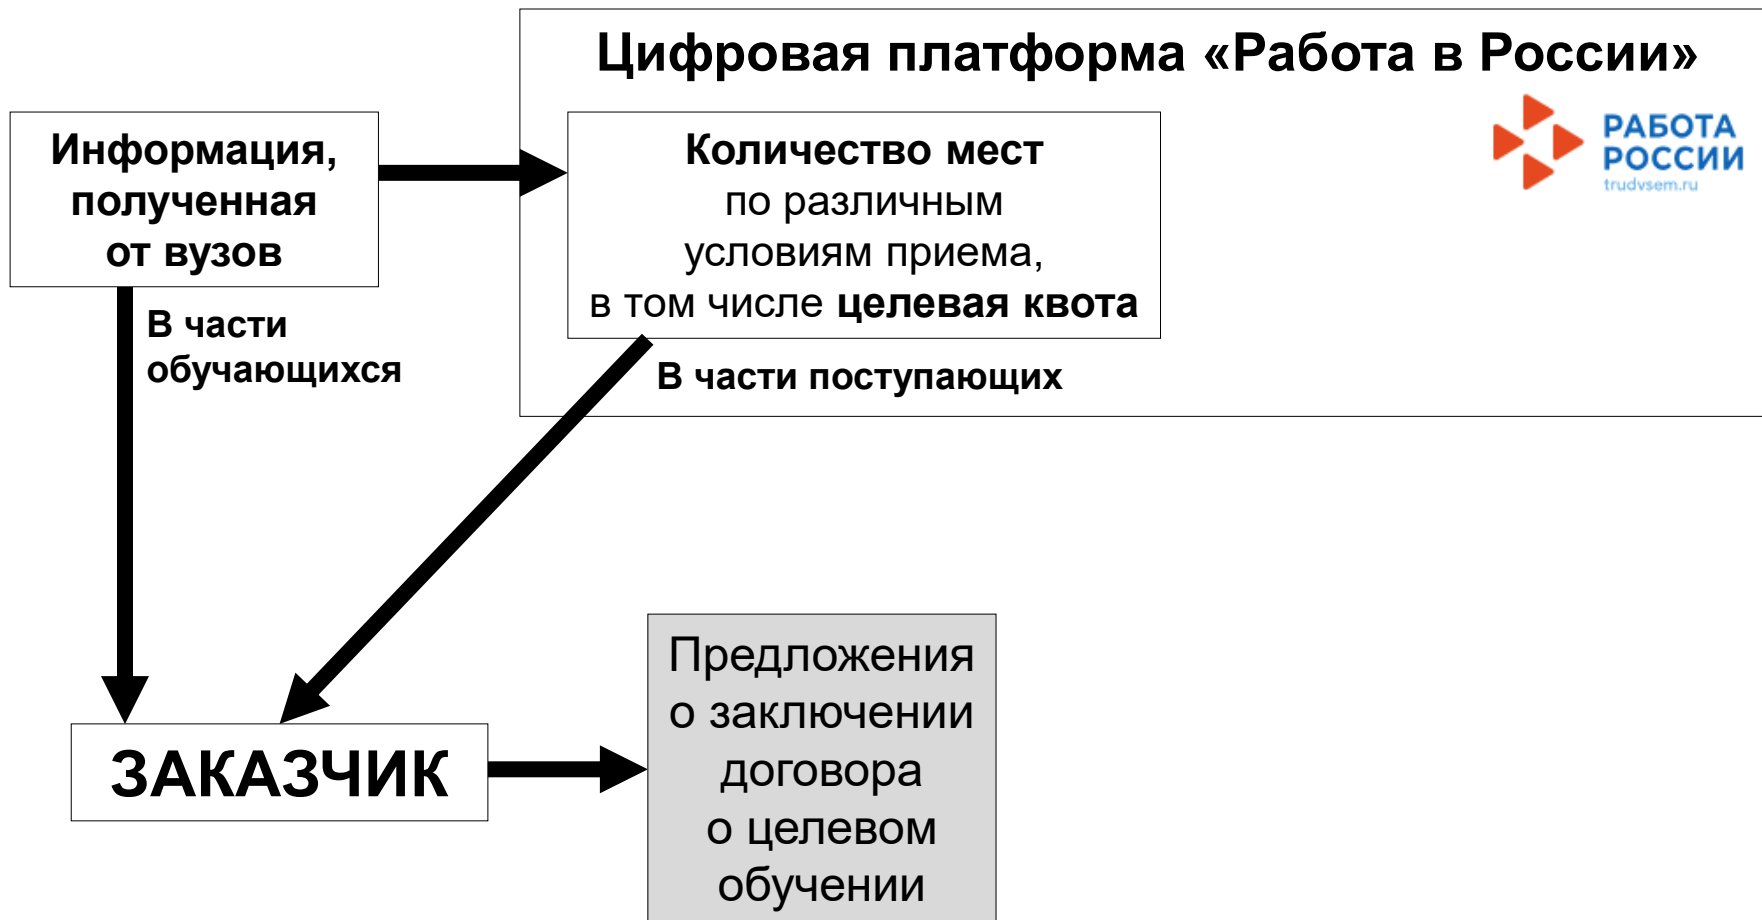 Цифровая платформа «Работа в России»
РАБОТА
РОССИИ
trudvsem.ru
Информация,
полученная
от вузов
Количество мест
по различным
условиям приема,
в том числе целевая квота
В части
обучающихся
В части поступающих
ЗАКАЗЧИК
Предложения
о заключении
договора
о целевом
обучении